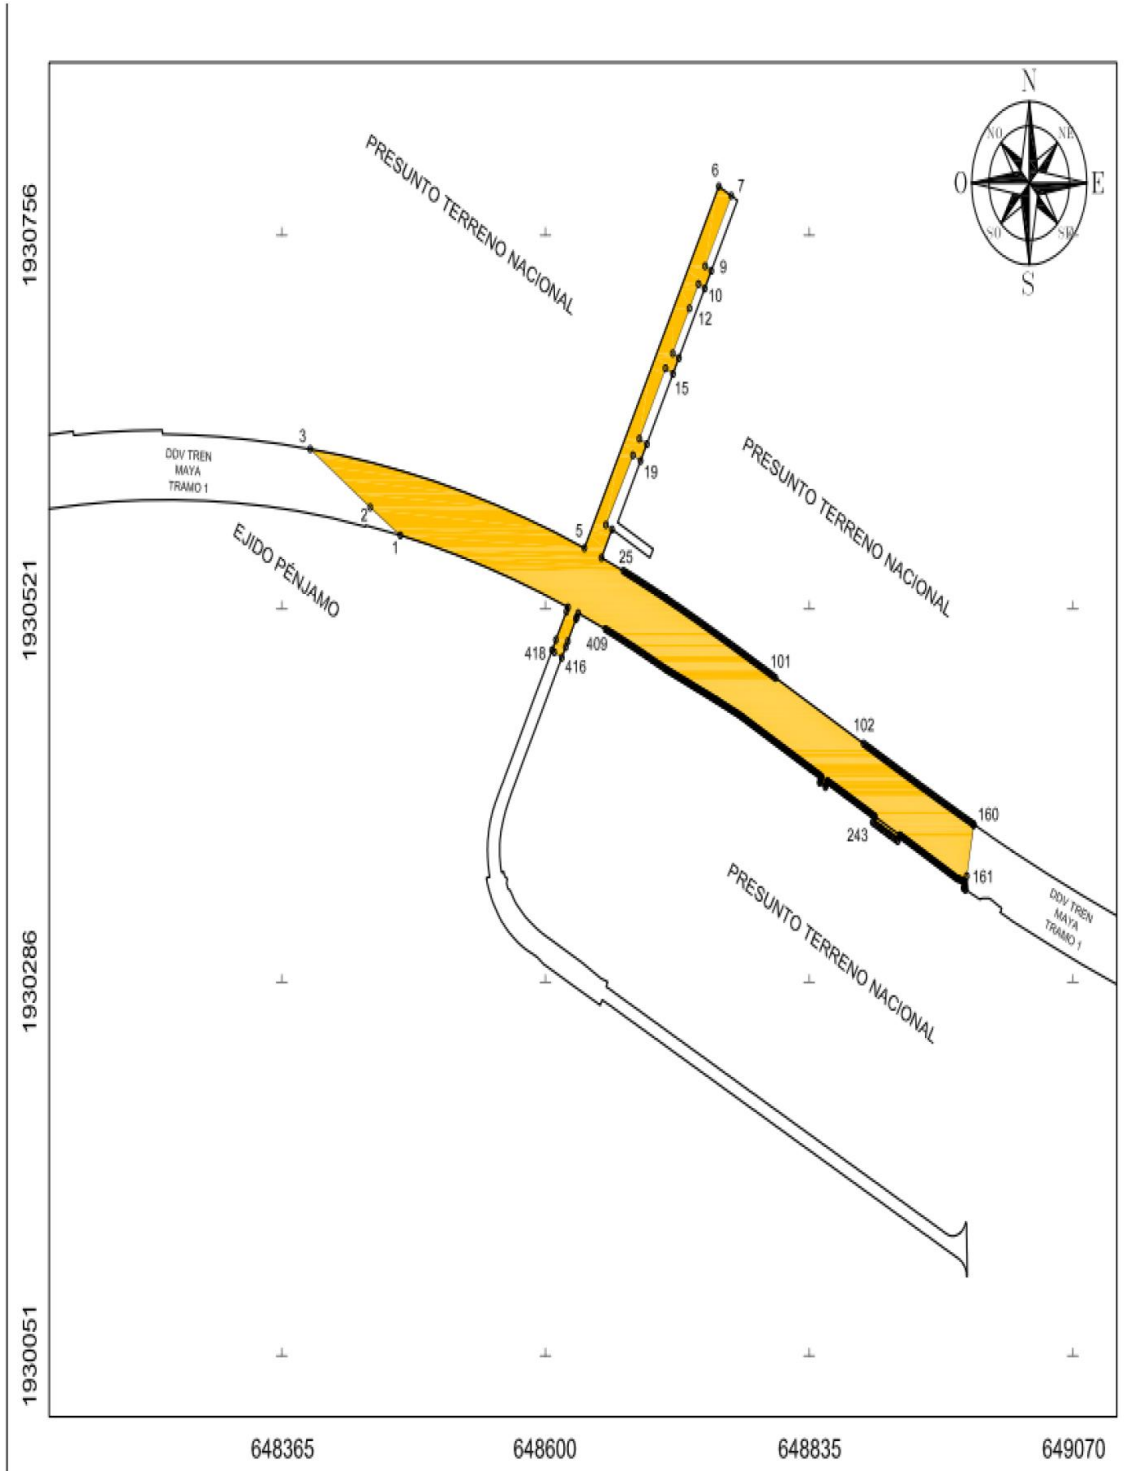 N
NO
NE
O
E
SO
SE
S
PRESUNTO TERRENO NACIONAL
6
7
1930756
9
10
12
15
3
DDV TREN
MAYA
TRAMO 1
19
PRESUNTO TERRENO NACIONAL
2
1
EJIDO PÉNJAMO
5
25
1930521
418
416
409
101
102
160
243
161
PRESUNTO TERRENO NACIONAL
DDV TREN
MAYA
TRAMO 1
1930286
1930051
648365
648600
648835
649070